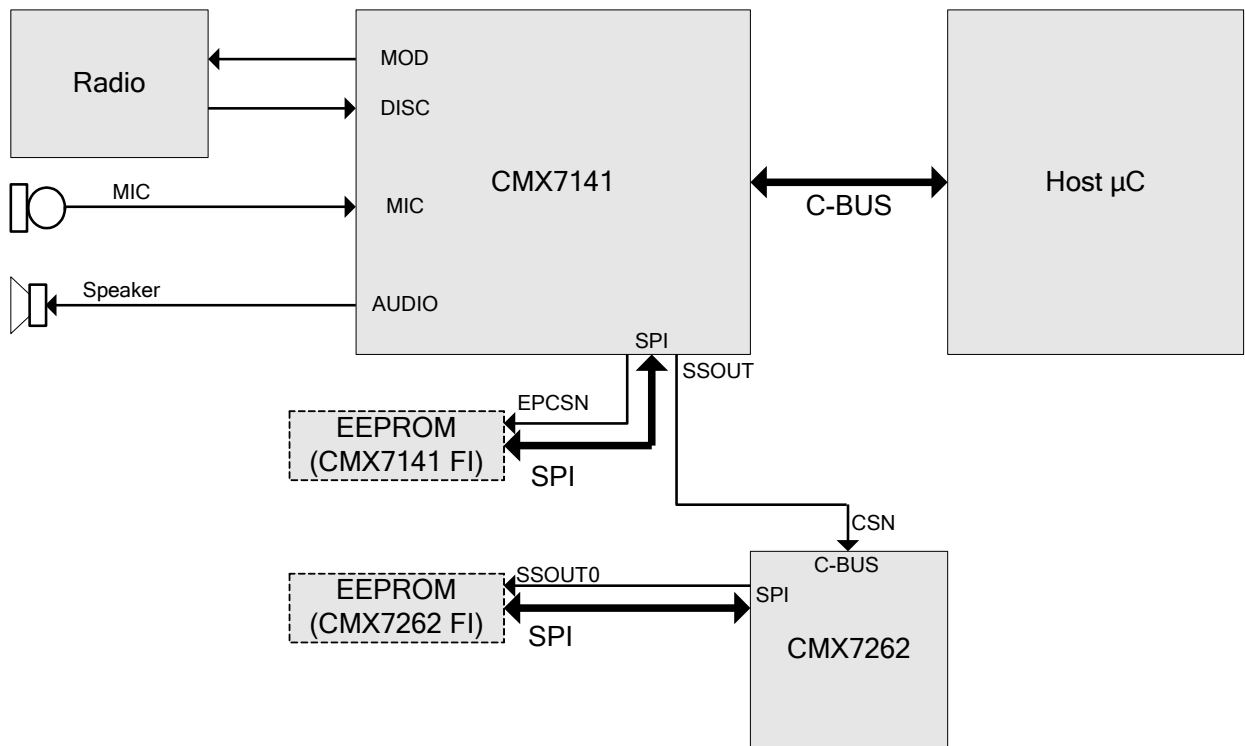 Radio
MOD
DISC
MIC
MIC
Speaker
AUDIO
CMX7141
C-BUS
Host µC
SPI
SSOUT
EPCSN
EEPROM
(CMX7141 FI)
SPI
CSN
C-BUS
SSOUT0
EEPROM
(CMX7262 FI)
SPI
SPI
CMX7262